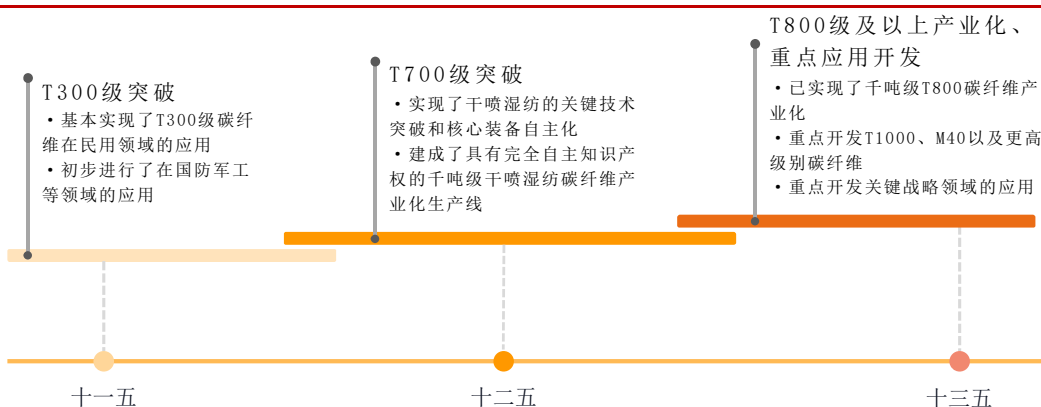 T300级突破
•基本实现了T300级碳纤
维在民用领域的应用
•初步进行了在国防军工
等领域的应用
T700级突破
•实现了干喷湿纺的关键技术
突破和核心装备自主化
•建成了具有完全自主知识产
权的千吨级干喷湿纺碳纤维产
业化生产线
T800级及以上产业化、
重点应用开发
•已实现了千吨级T800碳纤维产
业化
•重点开发T1000、M40以及更高
级别碳纤维
•重点开发关键战略领域的应用
十一五
十二五
十三五